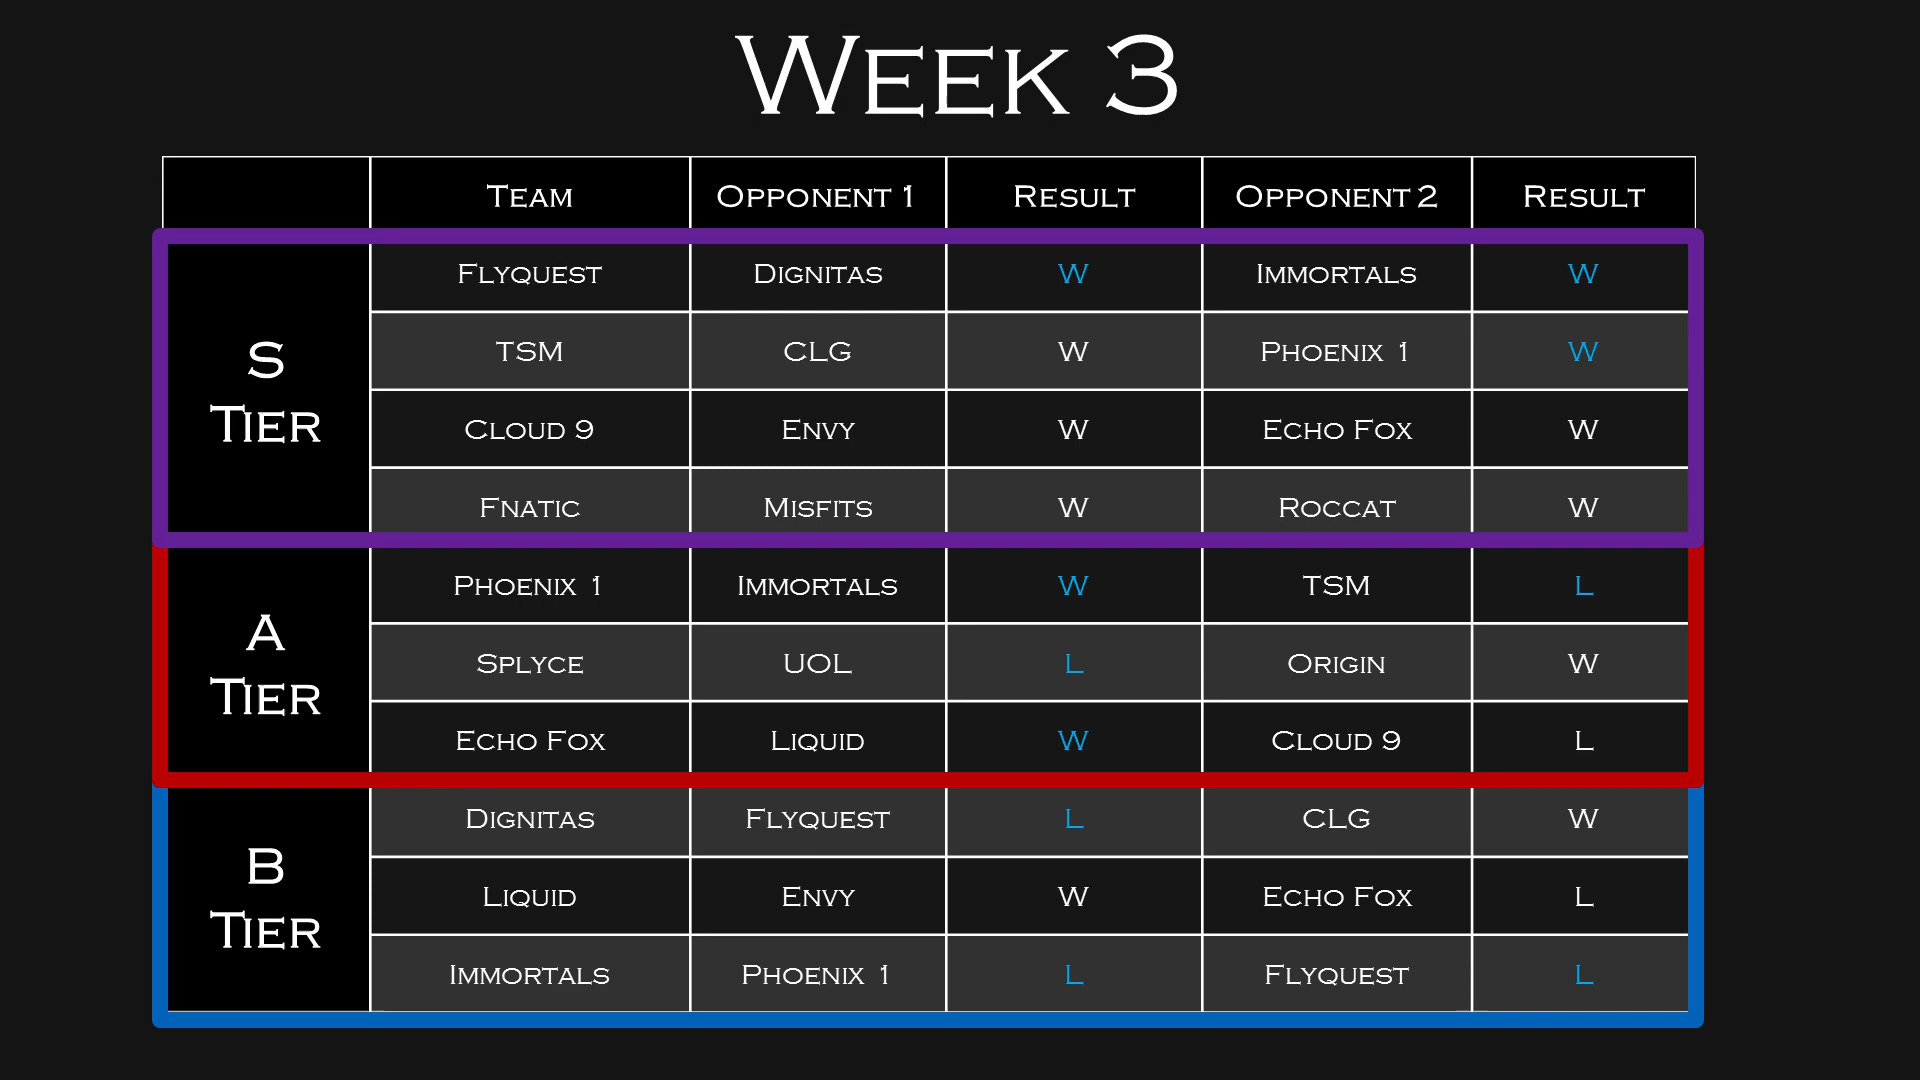 Week 3
Team Opponent 1 Result Opponent 2 Result
S Tier
Flyquest Dignitas W Immortals W
TSM CLG W Phoenix 1 W
Cloud 9 Envy W Echo Fox W
Fnatic Misfits W Roccat W
A Tier
Phoenix 1 Immortals W TSM L
Splyce UOL L Origin W
Echo Fox Liquid W Cloud 9 L
B Tier
Dignitas Flyquest L CLG W
Liquid Envy W Echo Fox L
Immortals Phoenix 1 L Flyquest L